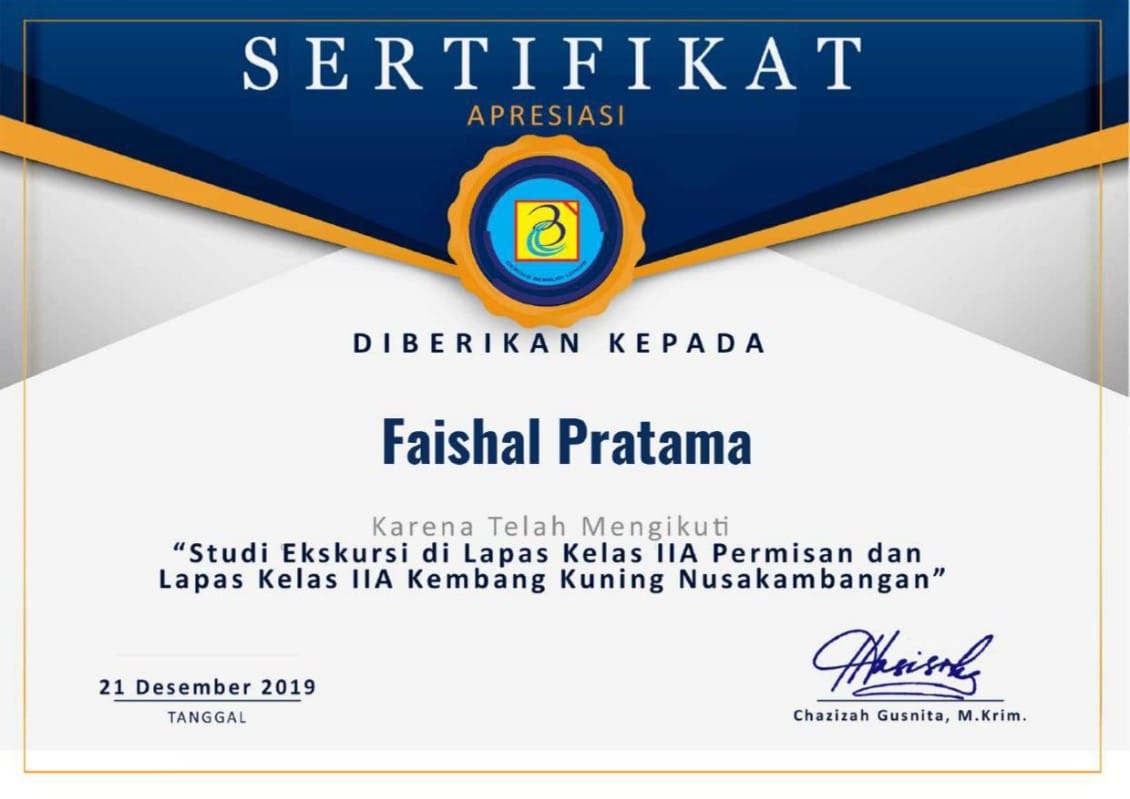 SERTIFIKAT
APRESIASI
DIBERIKAN KEPADA
Faishal Pratama
Karena Telah Mengikuti
“Studi Ekskursi di Lapas Kelas IIA Permisan dan
Lapas Kelas IIA Kembang Kuning Nusakambangan”
21 Desember 2019
TANGGAL
Chazizah Gusnita, M.Krim.